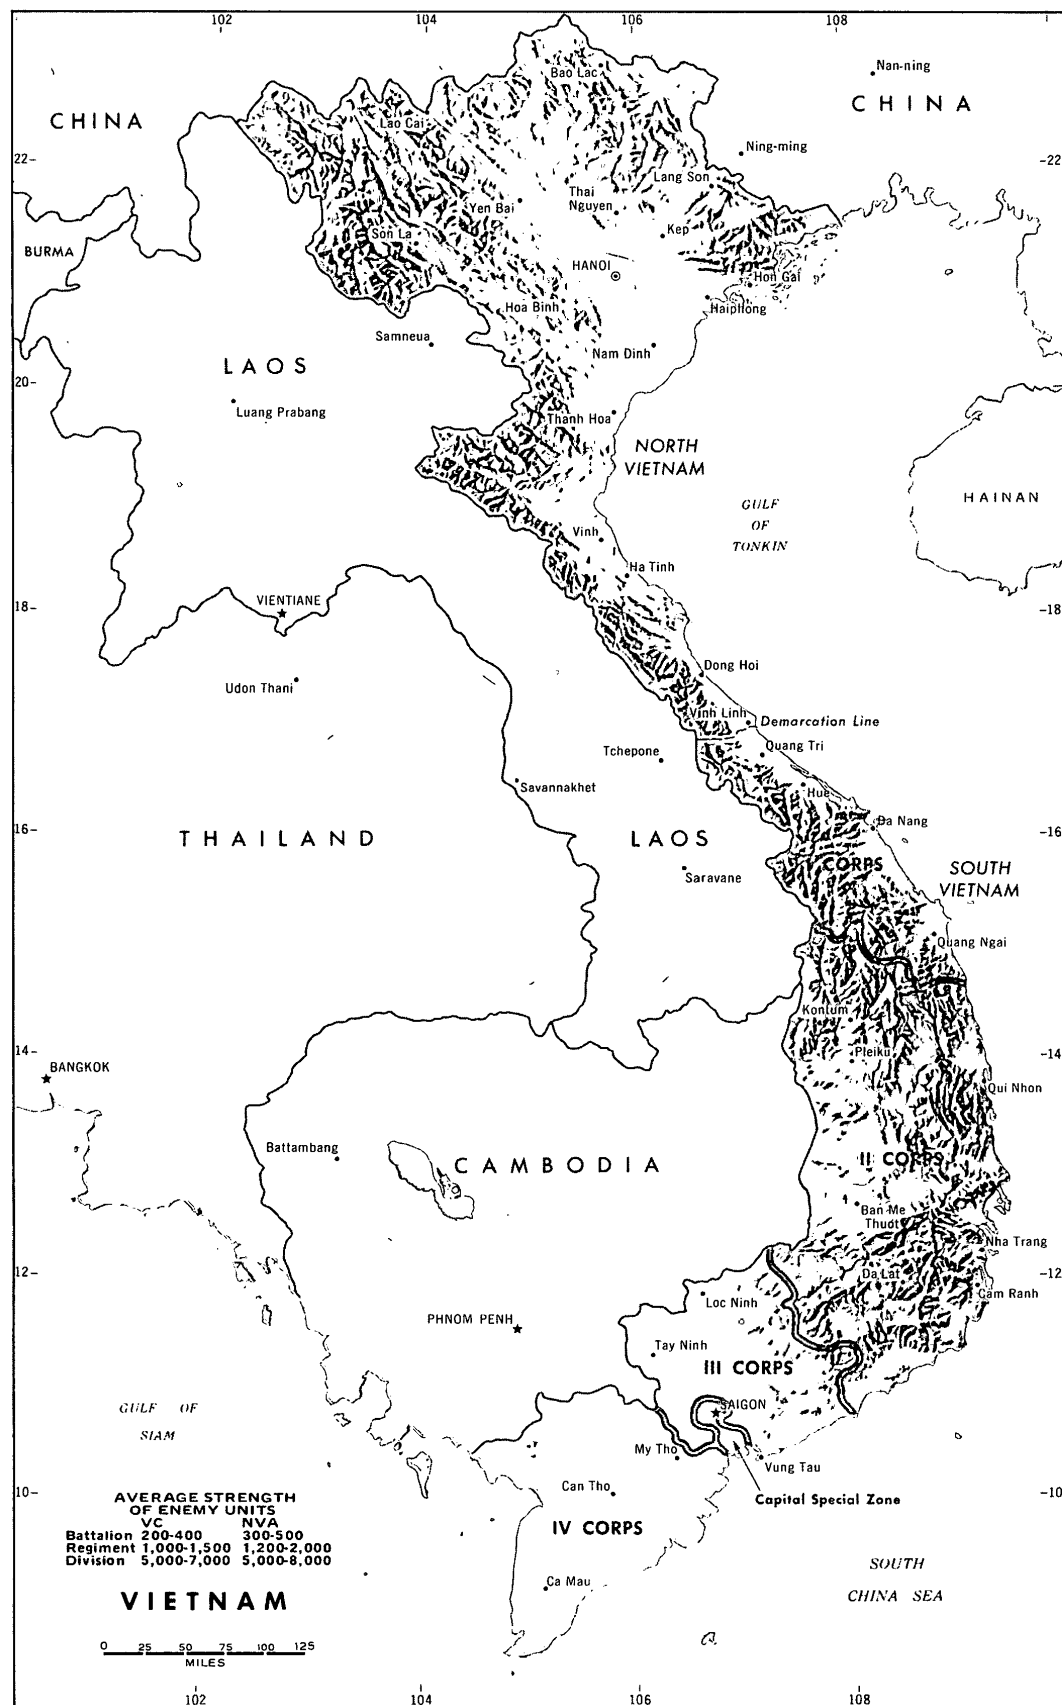 102 104 106 108
Bao Lac
Nan-ning
CHINA
CHINA
Lao Cai
Ning-ming
22-
-22
Lang Son
Thai
Nguyen
Yen Bai
Kep
Son La
BURMA
HANOI
Hon Gai
Hoa Binh
Haiphong
Samneua
Nam Dinh
LAOS
20-
-20
Luang Prabang
Thanh Hoa
NORTH
VIETNAM
HAINAN
GULF
OF
TONKIN
Vinh
Ha Tinh
VIENTIANE
18-
-18
Dong Hoi
Udon Thani
Vinh Linh
Demarcation Line
Quang Tri
Tchepone
Savannakhet
Hue
Da Nang
16-
-16
THAILAND
LAOS
I CORPS
SOUTH
VIETNAM
Saravane
Quang Ngai
Kontum
14-
-14
Pleiku
BANGKOK
Qui Nhon
Battambang
CAMBODIA
II CORPS
Ban Me
Thuot
Nha Trang
12-
-12
Da Lat
Cam Ranh
Loc Ninh
PHNOM PENH
Tay Ninh
III CORPS
GULF OF
SIAM
SAIGON
My Tho
Vung Tau
Can Tho
Capital Special Zone
10-
-10
AVERAGE STRENGTH
OF ENEMY UNITS
VC NVA
Battalion 200-400 300-500
Regiment 1,000-1,500 1,200-2,000
Division 5,000-7,000 5,000-8,000
IV CORPS
SOUTH
CHINA SEA
Ca Mau
VIETNAM
0 25 50 75 100 125
MILES
102 104 106 108